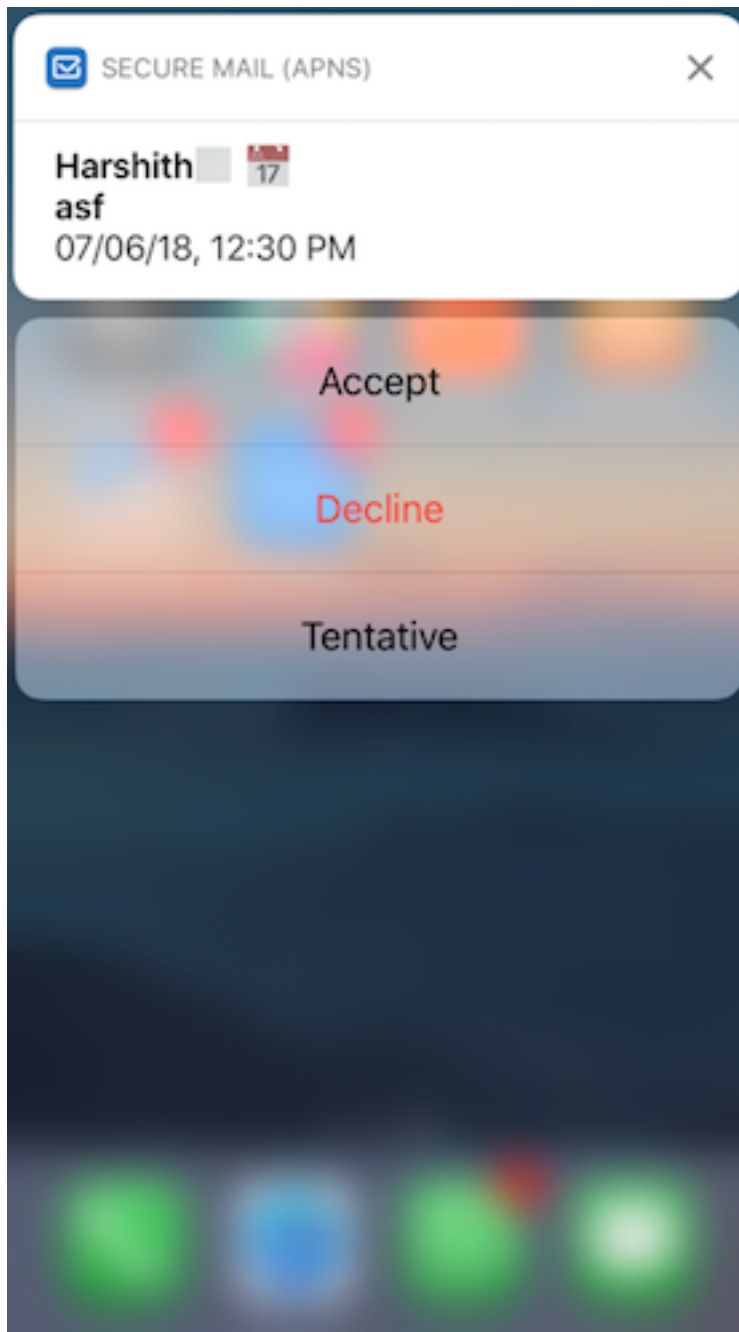 SECURE MAIL (APNS)
Harshith 17
asf
07/06/18, 12:30 PM
Accept
Decline
Tentative